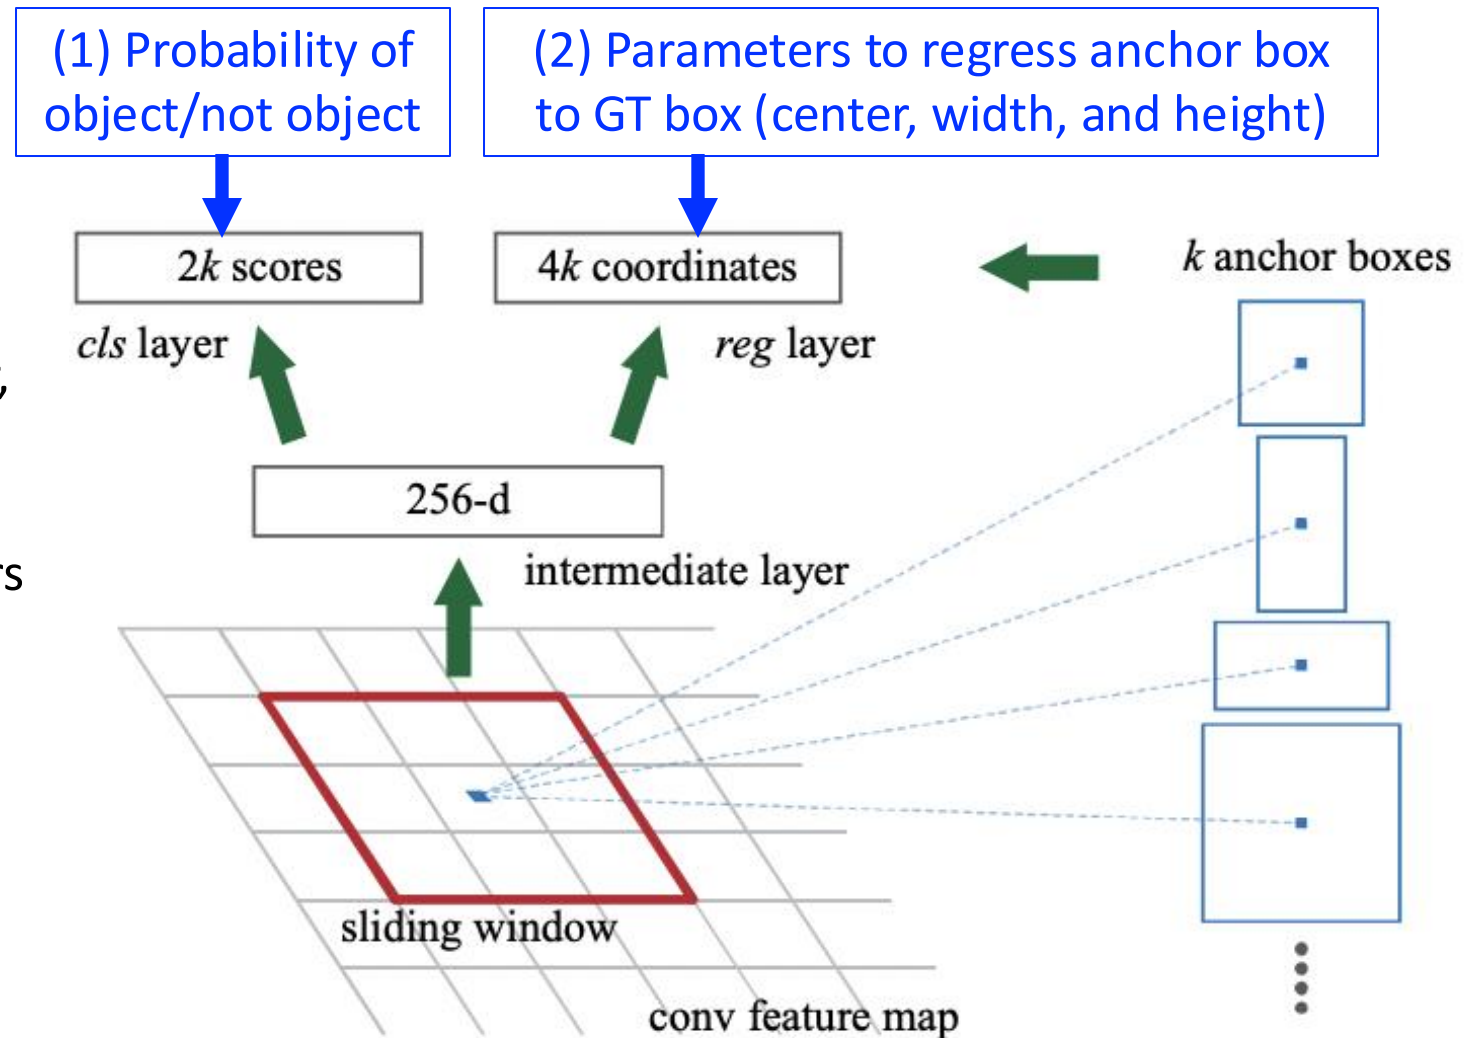 (1) Probability of
object/not object
(2) Parameters to regress anchor box
to GT box (center, width, and height)
2k scores
4k coordinates
k anchor boxes
cls layer
reg layer
256-d
intermediate layer
rs
sliding window
conv feature map